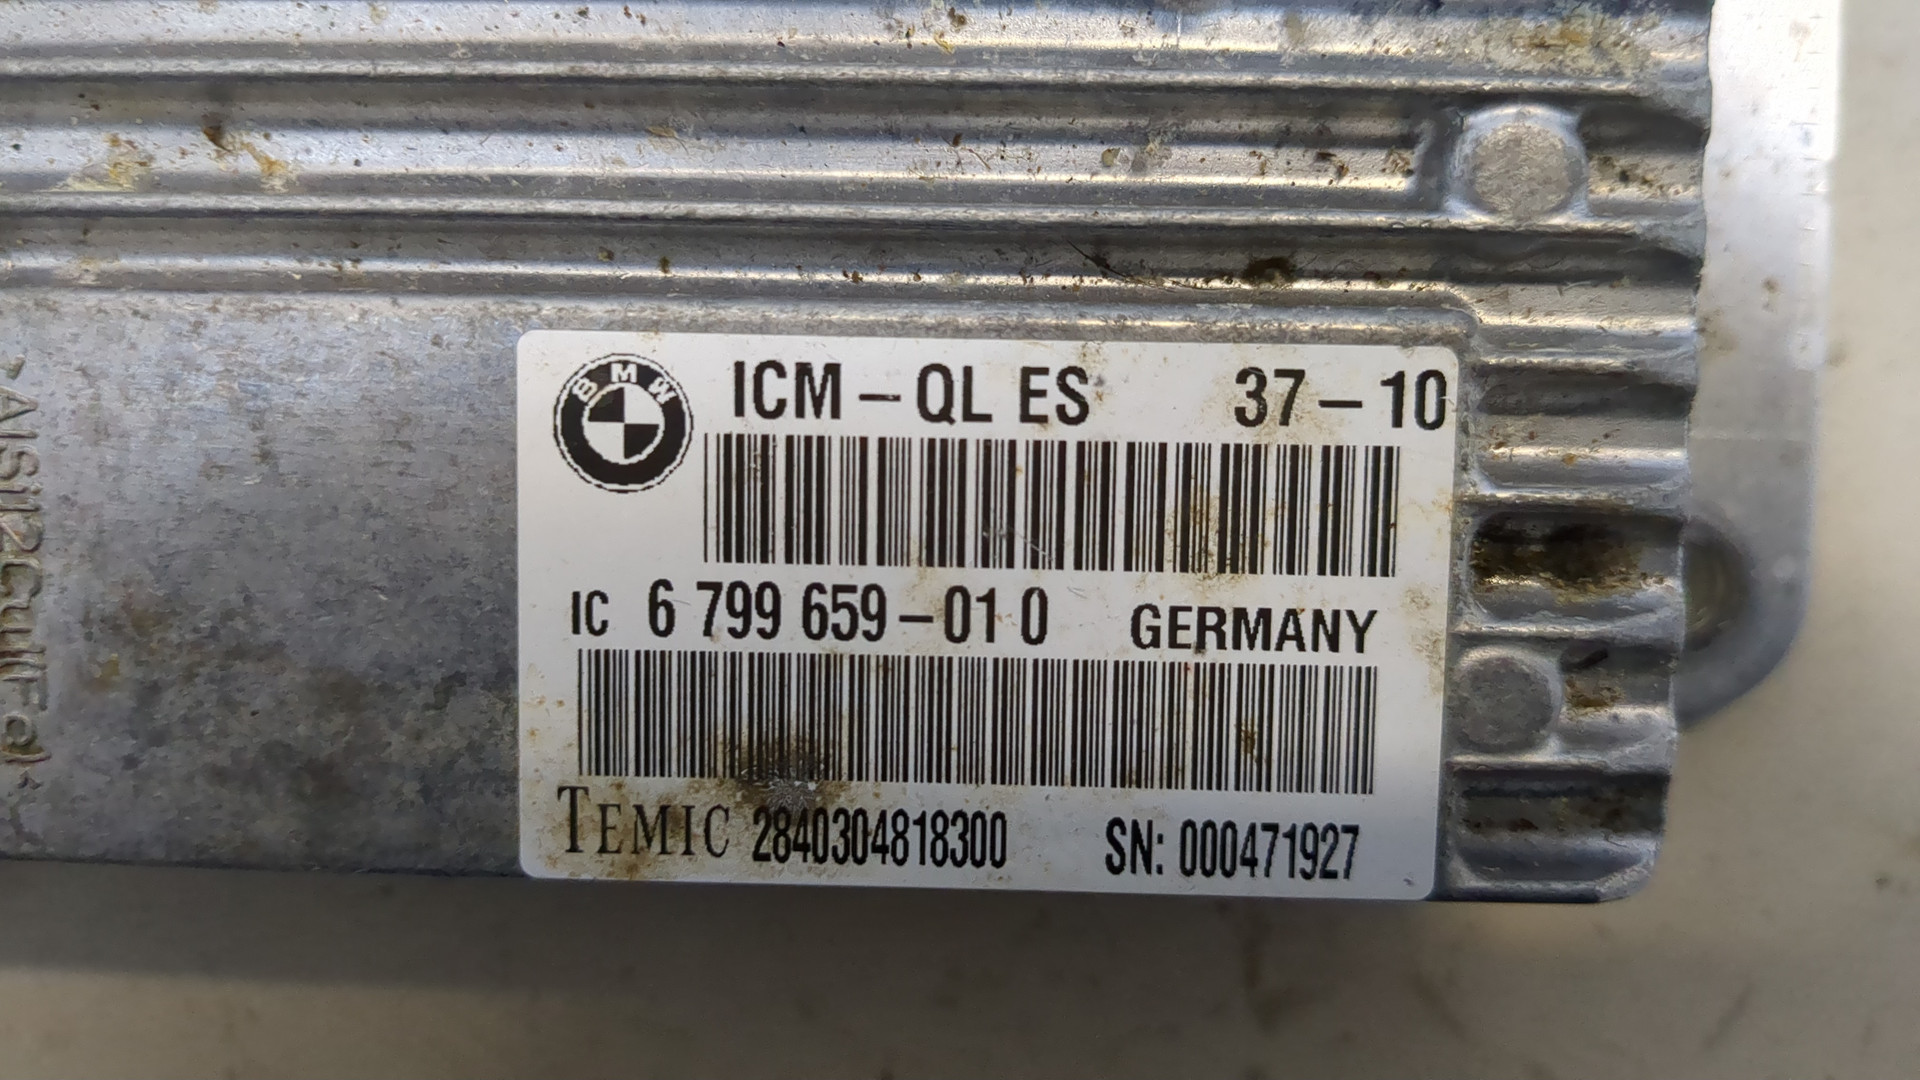 BMW
ICM – QL ES 37 – 10
IC 6 799 659 – 01 0 GERMANY
TEMIC 2840304818300 SN: 000471927